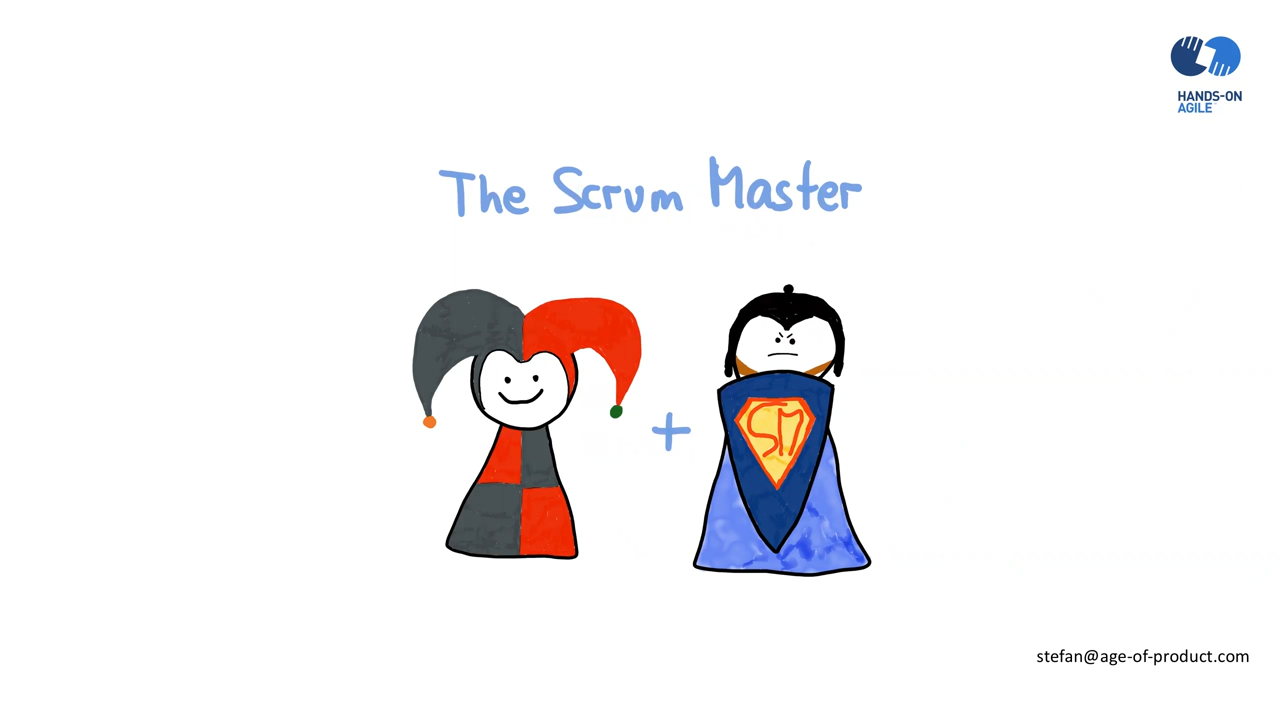 HANDS-ON
AGILE
The Scrum Master
+
SM
stefan@age-of-product.com